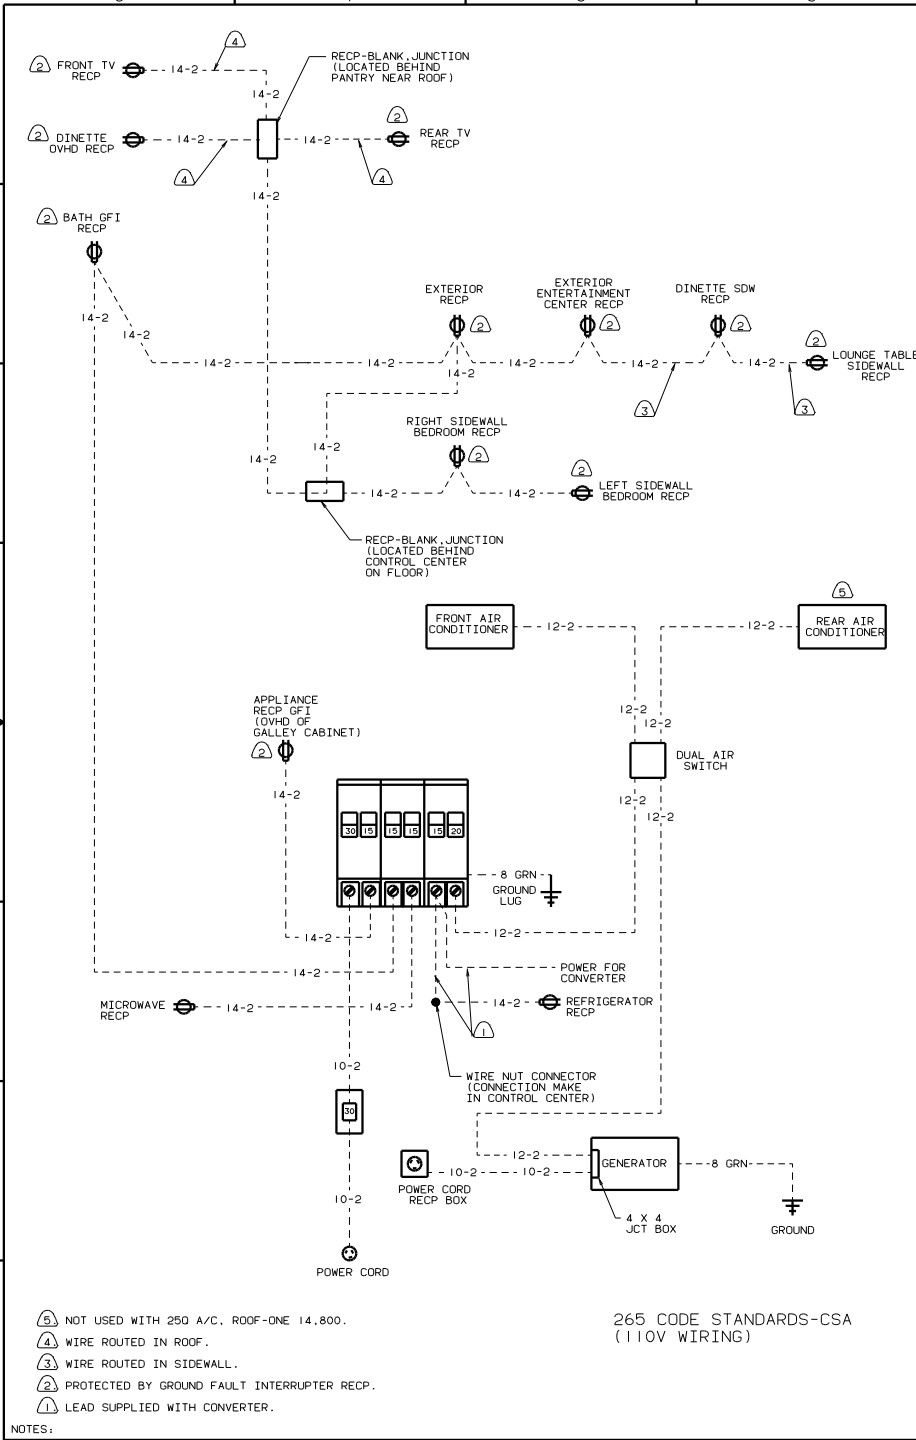 4
2 FRONT TV
RECP
14-2
RECP-BLANK,JUNCTION
(LOCATED BEHIND
PANTRY NEAR ROOF)
14-2
2 DINETTE
OVHD RECP
14-2
14-2
2
REAR TV
RECP
4
4
14-2
2 BATH GFI
RECP
14-2
14-2
EXTERIOR
RECP
2
EXTERIOR
ENTERTAINMENT
CENTER RECP
2
DINETTE SDW
RECP
2
2
LOUNGE TABLE
SIDEWALL
RECP
14-2
14-2
14-2
14-2
14-2
14-2
3
3
RIGHT SIDEWALL
BEDROOM RECP
2
14-2
14-2
2
LEFT SIDEWALL
BEDROOM RECP
14-2
14-2
RECP-BLANK,JUNCTION
(LOCATED BEHIND
CONTROL CENTER
ON FLOOR)
5
FRONT AIR
CONDITIONER
12-2
12-2
REAR AIR
CONDITIONER
12-2
12-2
APPLIANCE
RECP GFI
(OVHD OF
GALLEY CABINET)
2
DUAL AIR
SWITCH
14-2
12-2
12-2
30 15 15 15 15 20
8 GRN
GROUND
LUG
14-2
12-2
14-2
POWER FOR
CONVERTER
MICROWAVE
RECP
14-2
14-2
14-2
REFRIGERATOR
RECP
1
10-2
WIRE NUT CONNECTOR
(CONNECTION MAKE
IN CONTROL CENTER)
30
12-2
10-2
10-2
GENERATOR
8 GRN
POWER CORD
RECP BOX
10-2
4 X 4
JCT BOX
GROUND
POWER CORD
265 CODE STANDARDS-CSA
(110V WIRING)
5. NOT USED WITH 25Q A/C, ROOF-ONE 14,800.
4. WIRE ROUTED IN ROOF.
3. WIRE ROUTED IN SIDEWALL.
2. PROTECTED BY GROUND FAULT INTERRUPTER RECP.
1. LEAD SUPPLIED WITH CONVERTER.
NOTES: